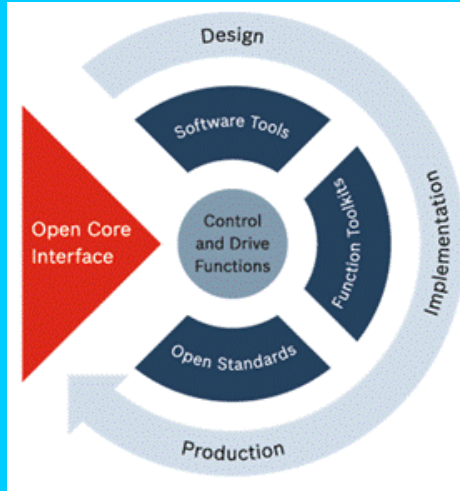 Design
Software Tools
Open Core
Interface
Control
and Drive
Functions
Function Toolkits
Implementation
Open Standards
Production